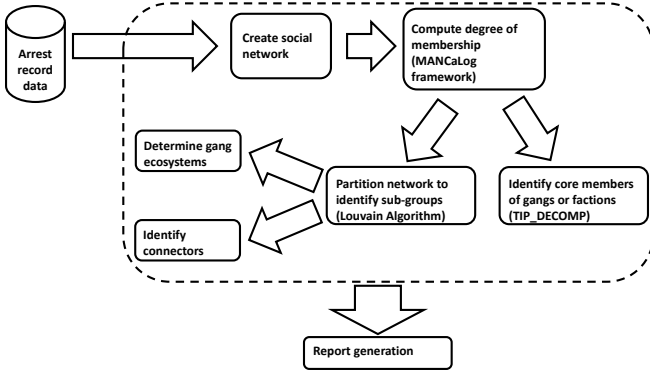 Arrest
record
data
Create social
network
Compute degree of
membership
(MANCaLog
framework)
Determine gang
ecosystems
Partition network to
identify sub-groups
(Louvain Algorithm)
Identify core members
of gangs or factions
(TIP_DECOMP)
Identify
connectors
Report generation